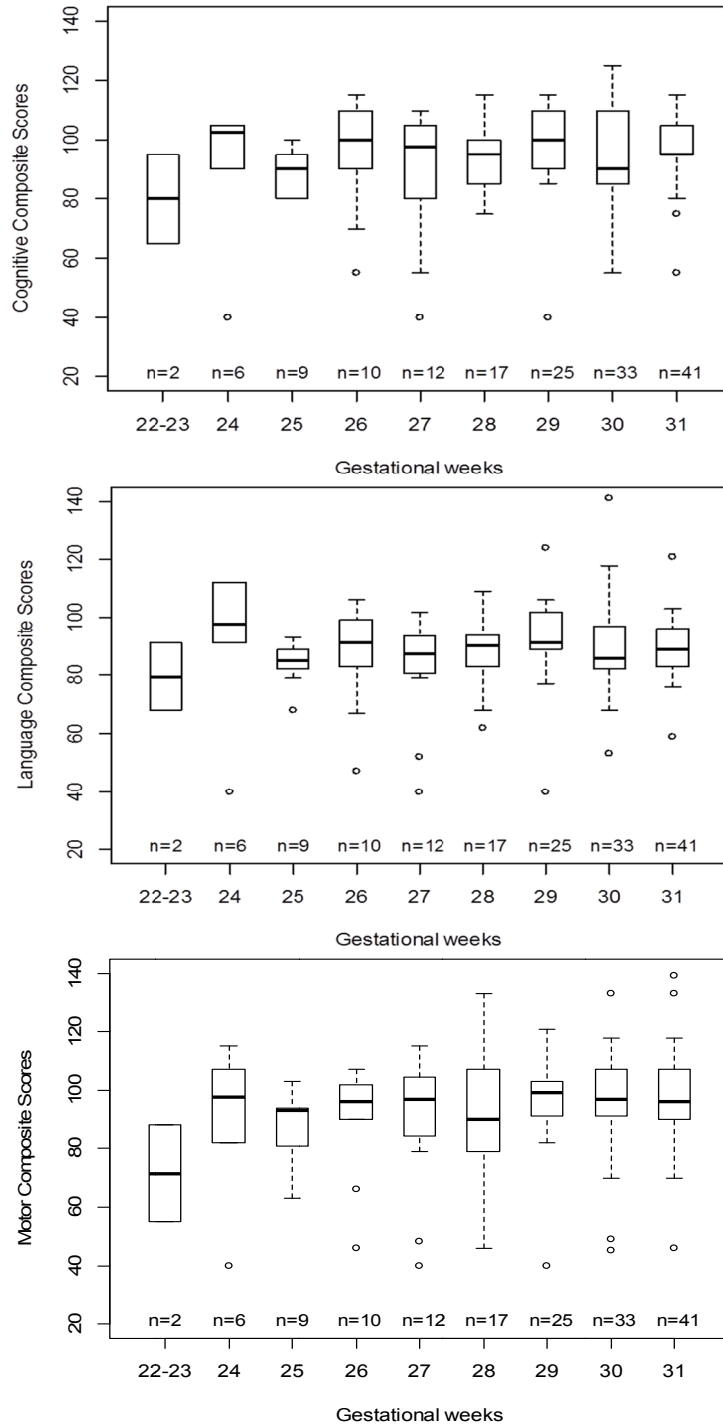 Cognitive Composite Scores
140
120
100
80
60
40
20
n=2 n=6 n=9 n=10 n=12 n=17 n=25 n=33 n=41
22-23 24 25 26 27 28 29 30 31
Gestational weeks
Language Composite Scores
140
120
100
80
60
40
20
n=2 n=6 n=9 n=10 n=12 n=17 n=25 n=33 n=41
22-23 24 25 26 27 28 29 30 31
Gestational weeks
Motor Composite Scores
140
120
100
80
60
40
20
n=2 n=6 n=9 n=10 n=12 n=17 n=25 n=33 n=41
22-23 24 25 26 27 28 29 30 31
Gestational weeks